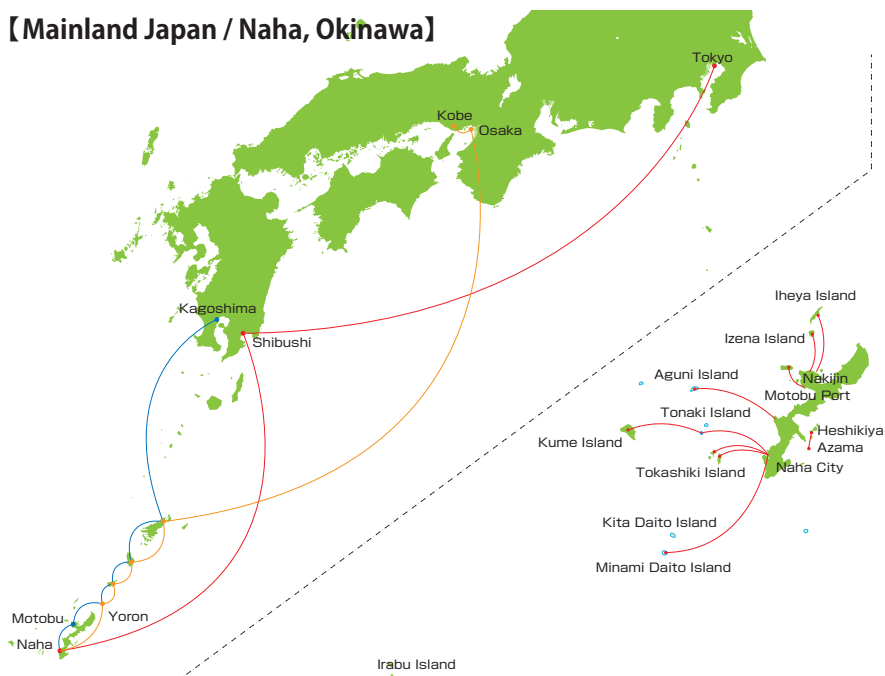 【Mainland Japan / Naha, Okinawa】
Tokyo
Kobe
Osaka
Kagoshima
Shibushi
Iheya Island
Izena Island
Aguni Island
Nakijin
Motobu Port
Tonaki Island
Kume Island
Heshikiya
Azama
Naha City
Tokashiki Island
Kita Daito Island
Minami Daito Island
Motobu
Yoron
Naha
Irabu Island